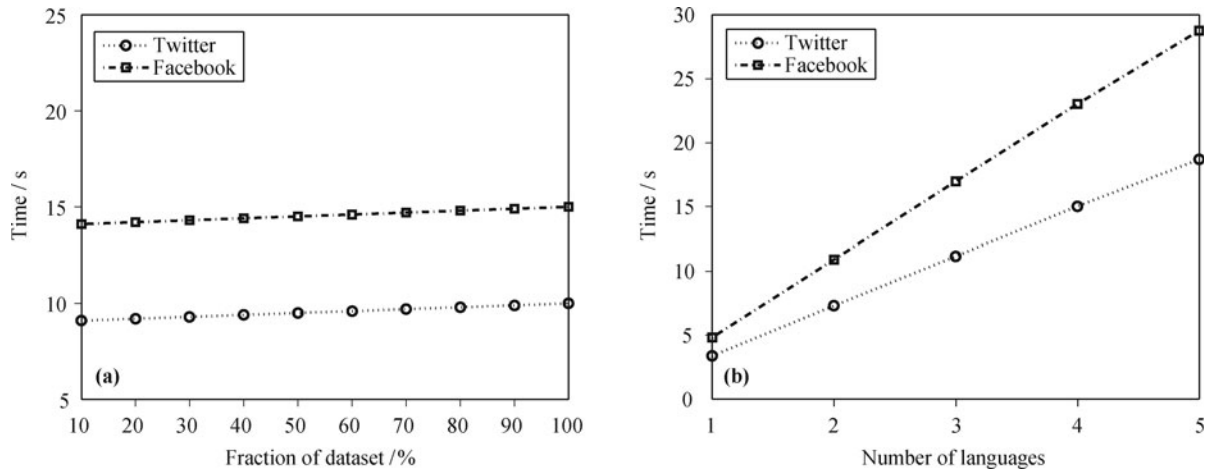 25
20
15
10
5
Time / s
Twitter
Facebook
(a)
10 20 30 40 50 60 70 80 90 100
Fraction of dataset /%
30
25
20
15
10
5
0
Time / s
Twitter
Facebook
(b)
1 2 3 4 5
Number of languages